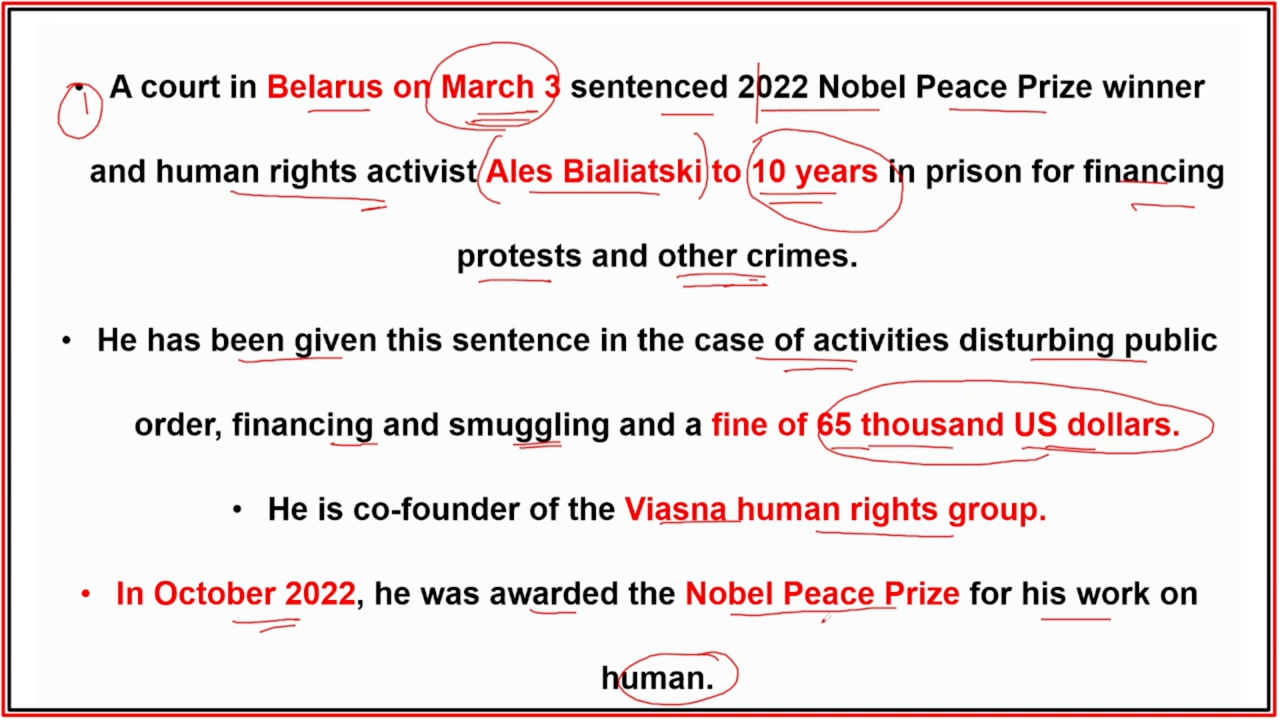 • A court in Belarus on March 3 sentenced 2022 Nobel Peace Prize winner
1
and human rights activist (Ales Bialiatski) to 10 years in prison for financing
protests and other crimes.
• He has been given this sentence in the case of activities disturbing public
order, financing and smuggling and a fine of 65 thousand US dollars.
• He is co-founder of the Viasna human rights group.
• In October 2022, he was awarded the Nobel Peace Prize for his work on
human.